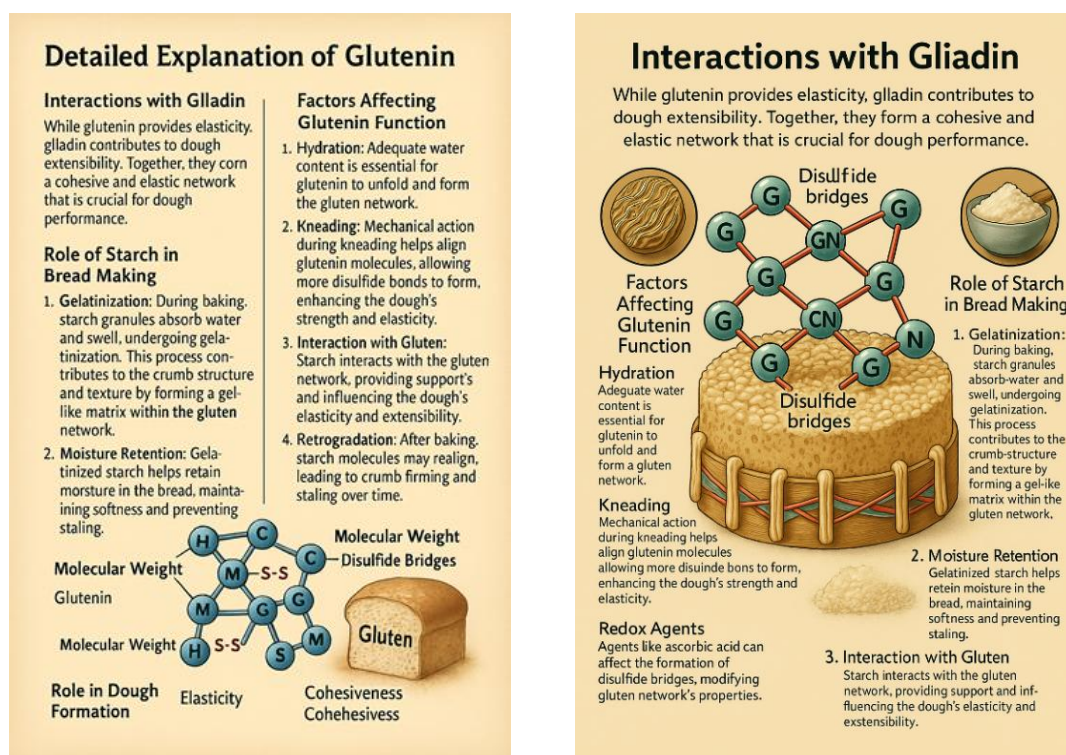 Detailed Explanation of Glutenin
Interactions with Glladin
While glutenin provides elasticity.
glladin contributes to dough
extensibility. Together, they corn
a cohesive and elastic network
that is crucial for dough
performance.
Role of Starch in
Bread Making
1. Gelatinization: During baking.
starch granules absorb water
and swell, undergoing gela-
tinization. This process con-
tributes to the crumb structure
and texture by forming a gel-
like matrix within the gluten
network.
2. Moisture Retention: Gela-
tinized starch helps retain
morsture in the bread, mainta-
ining softness and preventing
staling.
Factors Affecting
Glutenin Function
1. Hydration: Adequate water
content is essential for
glutenin to unfold and form
the gluten network.
2. Kneading: Mechanical action
during kneading helps align
glutenin molecules, allowing
more disulfide bonds to form,
enhancing the dough's
strength and elasticity.
3. Interaction with Gluten:
Starch interacts with the gluten
network, providing support's
and influencing the dough's
elasticity and extensibility.
4. Retrogradation: After baking.
starch molecules may realign,
leading to crumb firming and
staling over time.
H
C
C
Molecular Weight
Disulfide Bridges
Molecular Weight
M
S-S
Glutenin
M
G
G
Molecular Weight
H
S-S
S
M
Gluten
Role in Dough
Formation
Elasticity
Cohesiveness
Cohehesivess
Interactions with Gliadin
While glutenin provides elasticity, glladin contributes to
dough extensibility. Together, they form a cohesive and
elastic network that is crucial for dough performance.
Disulfide
bridges
G
G
G
GN
G
G
G
CN
N
G
G
Disulfide
bridges
Factors
Affecting
Glutenin
Function
Hydration
Adequate water
content is
essential for
glutenin to
unfold and
form a gluten
network.
Kneading
Mechanical action
during kneading helps
align glutenin molecules
allowing more disuinde bons to form,
enhancing the dough's strength and
elasticity.
Redox Agents
Agents like ascorbic acid can
affect the formation of
disulfide bridges, modifying
gluten network's properties.
Role of Starch
in Bread Making
1. Gelatinization:
During baking,
starch granules
absorb-water and
swell, undergoing
gelatinization.
This process
contributes to the
crumb-structure
and texture by
forming a gel-like
matrix within the
gluten network.
2. Moisture Retention
Gelatinized starch helps
retein moisture in the
bread, maintaining
softness and preventing
staling.
3. Interaction with Gluten
Starch interacts with the gluten
network, providing support and inf-
fluencing the dough's elasticity and
exstensibility.